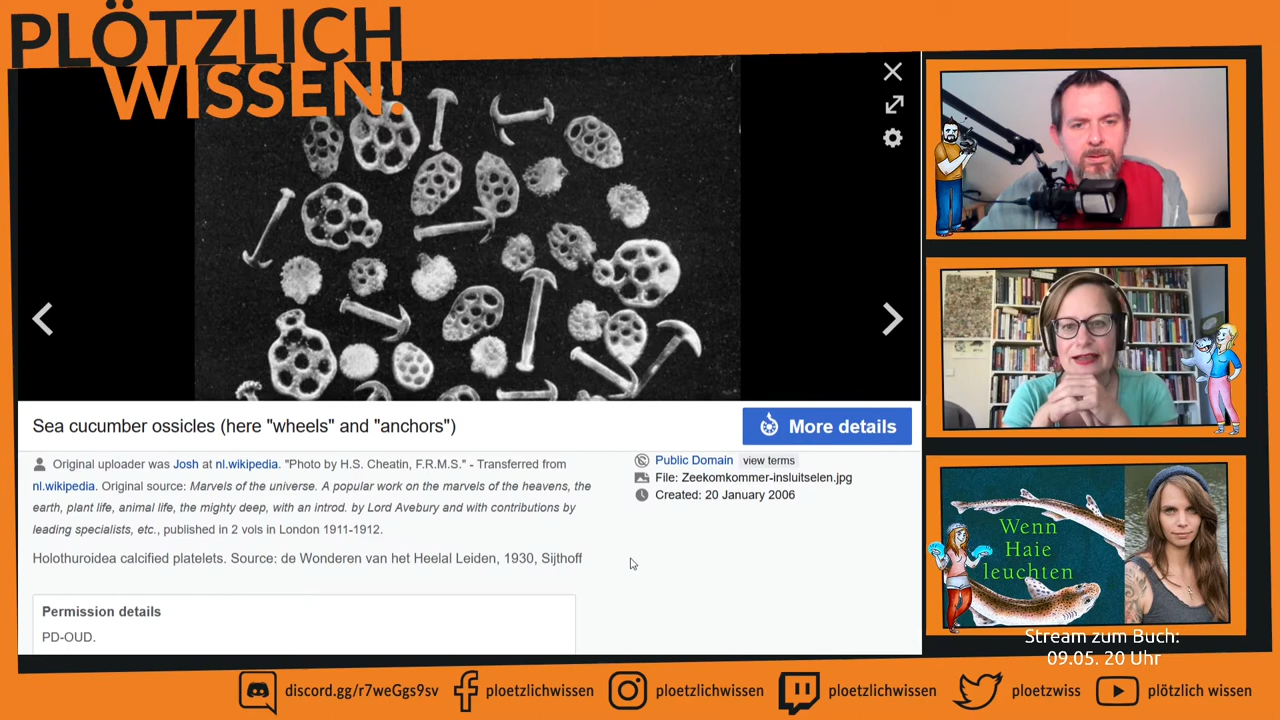 PLÖTZLICH
WISSEN!
Sea cucumber ossicles (here "wheels" and "anchors")
More details
Original uploader was Josh at nl.wikipedia. "Photo by H.S. Cheatin, F.R.M.S." - Transferred from
nl.wikipedia. Original source: Marvels of the universe. A popular work on the marvels of the heavens, the
earth, plant life, animal life, the mighty deep, with an introd. by Lord Avebury and with contributions by
leading specialists, etc., published in 2 vols in London 1911-1912.
Holothuroidea calcified platelets. Source: de Wonderen van het Heelal Leiden, 1930, Sijthoff
Public Domain view terms
File: Zeekomkommer-insluitselen.jpg
Created: 20 January 2006
Permission details
PD-OUD.
Wenn
Haie
leuchten
Stream zum Buch:
09.05. 20 Uhr
discord.gg/r7weGgs9sv
ploetzlichwissen
ploetzlichwissen
ploetzlichwissen
ploetzwiss
plötzlich wissen